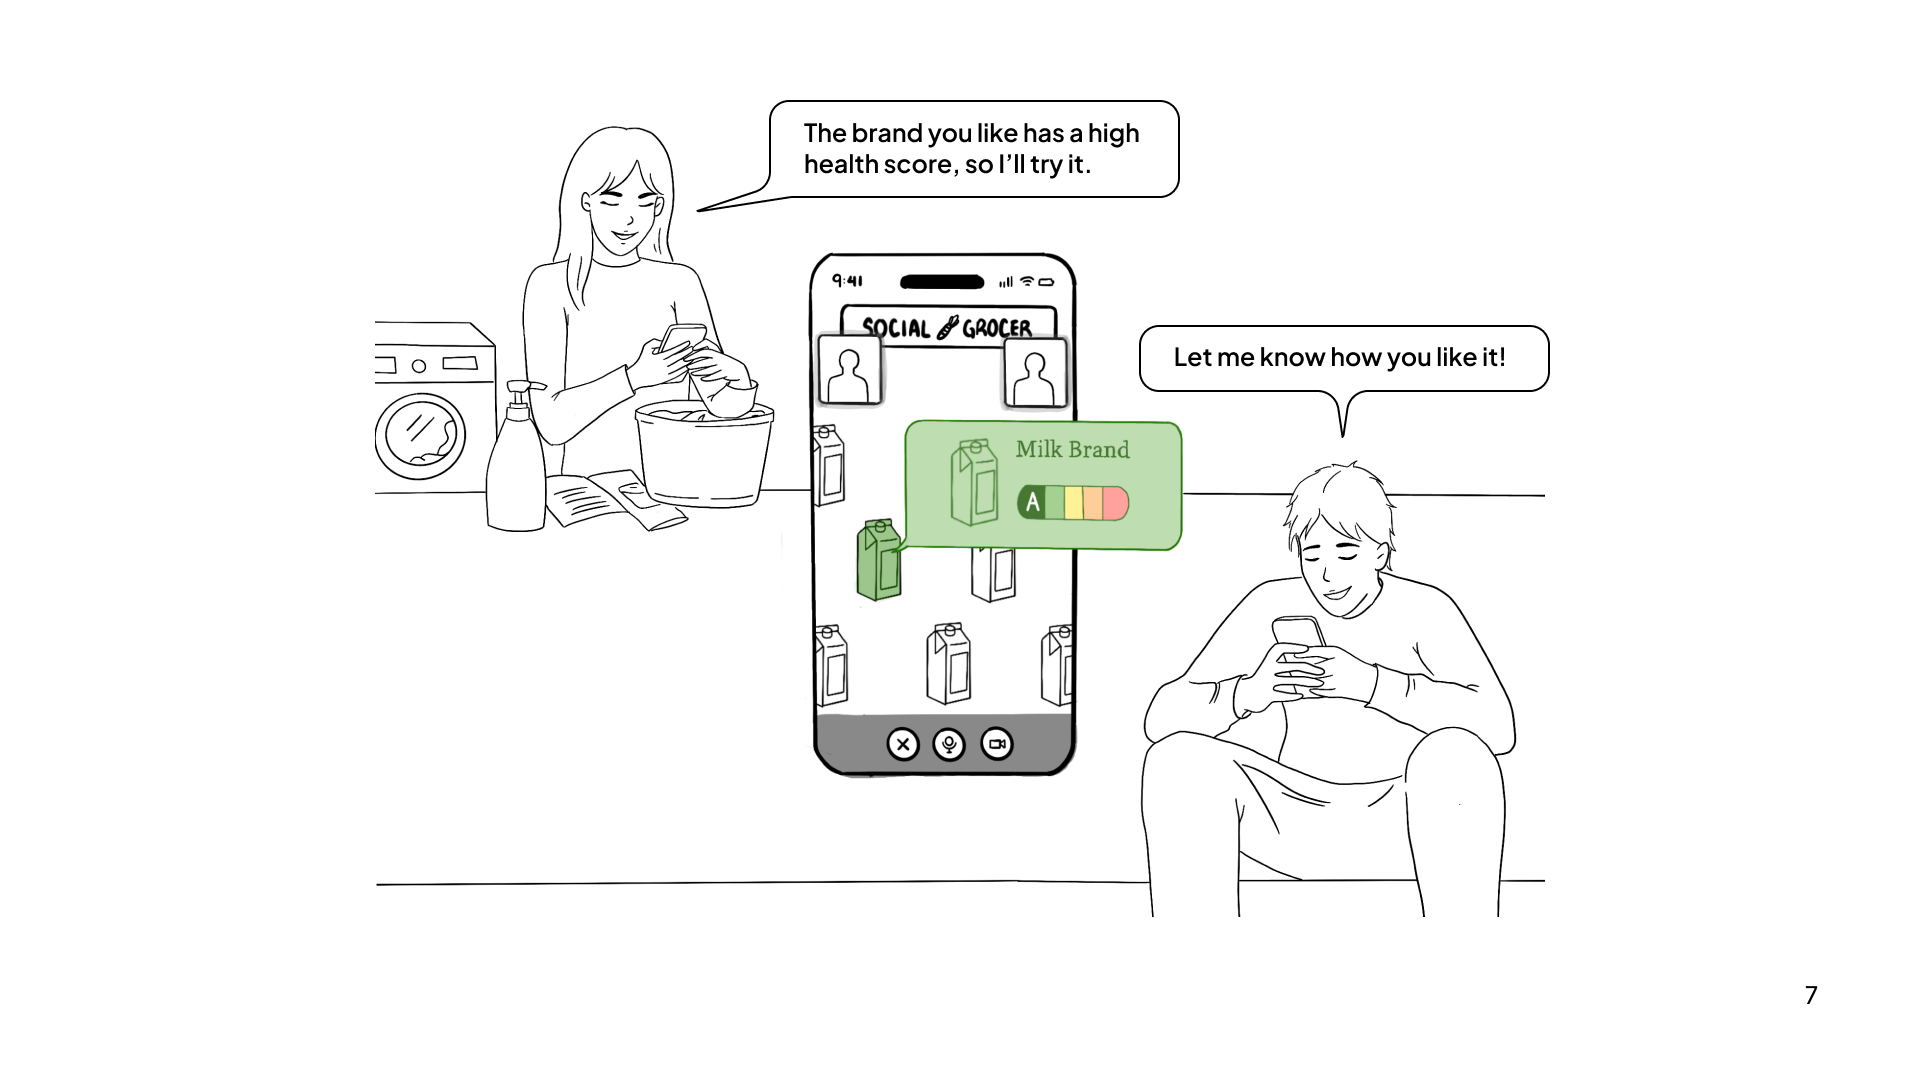 The brand you like has a high
health score, so I'll try it.
9:41
SOCIAL GROCER
Let me know how you like it!
Milk Brand
A
7